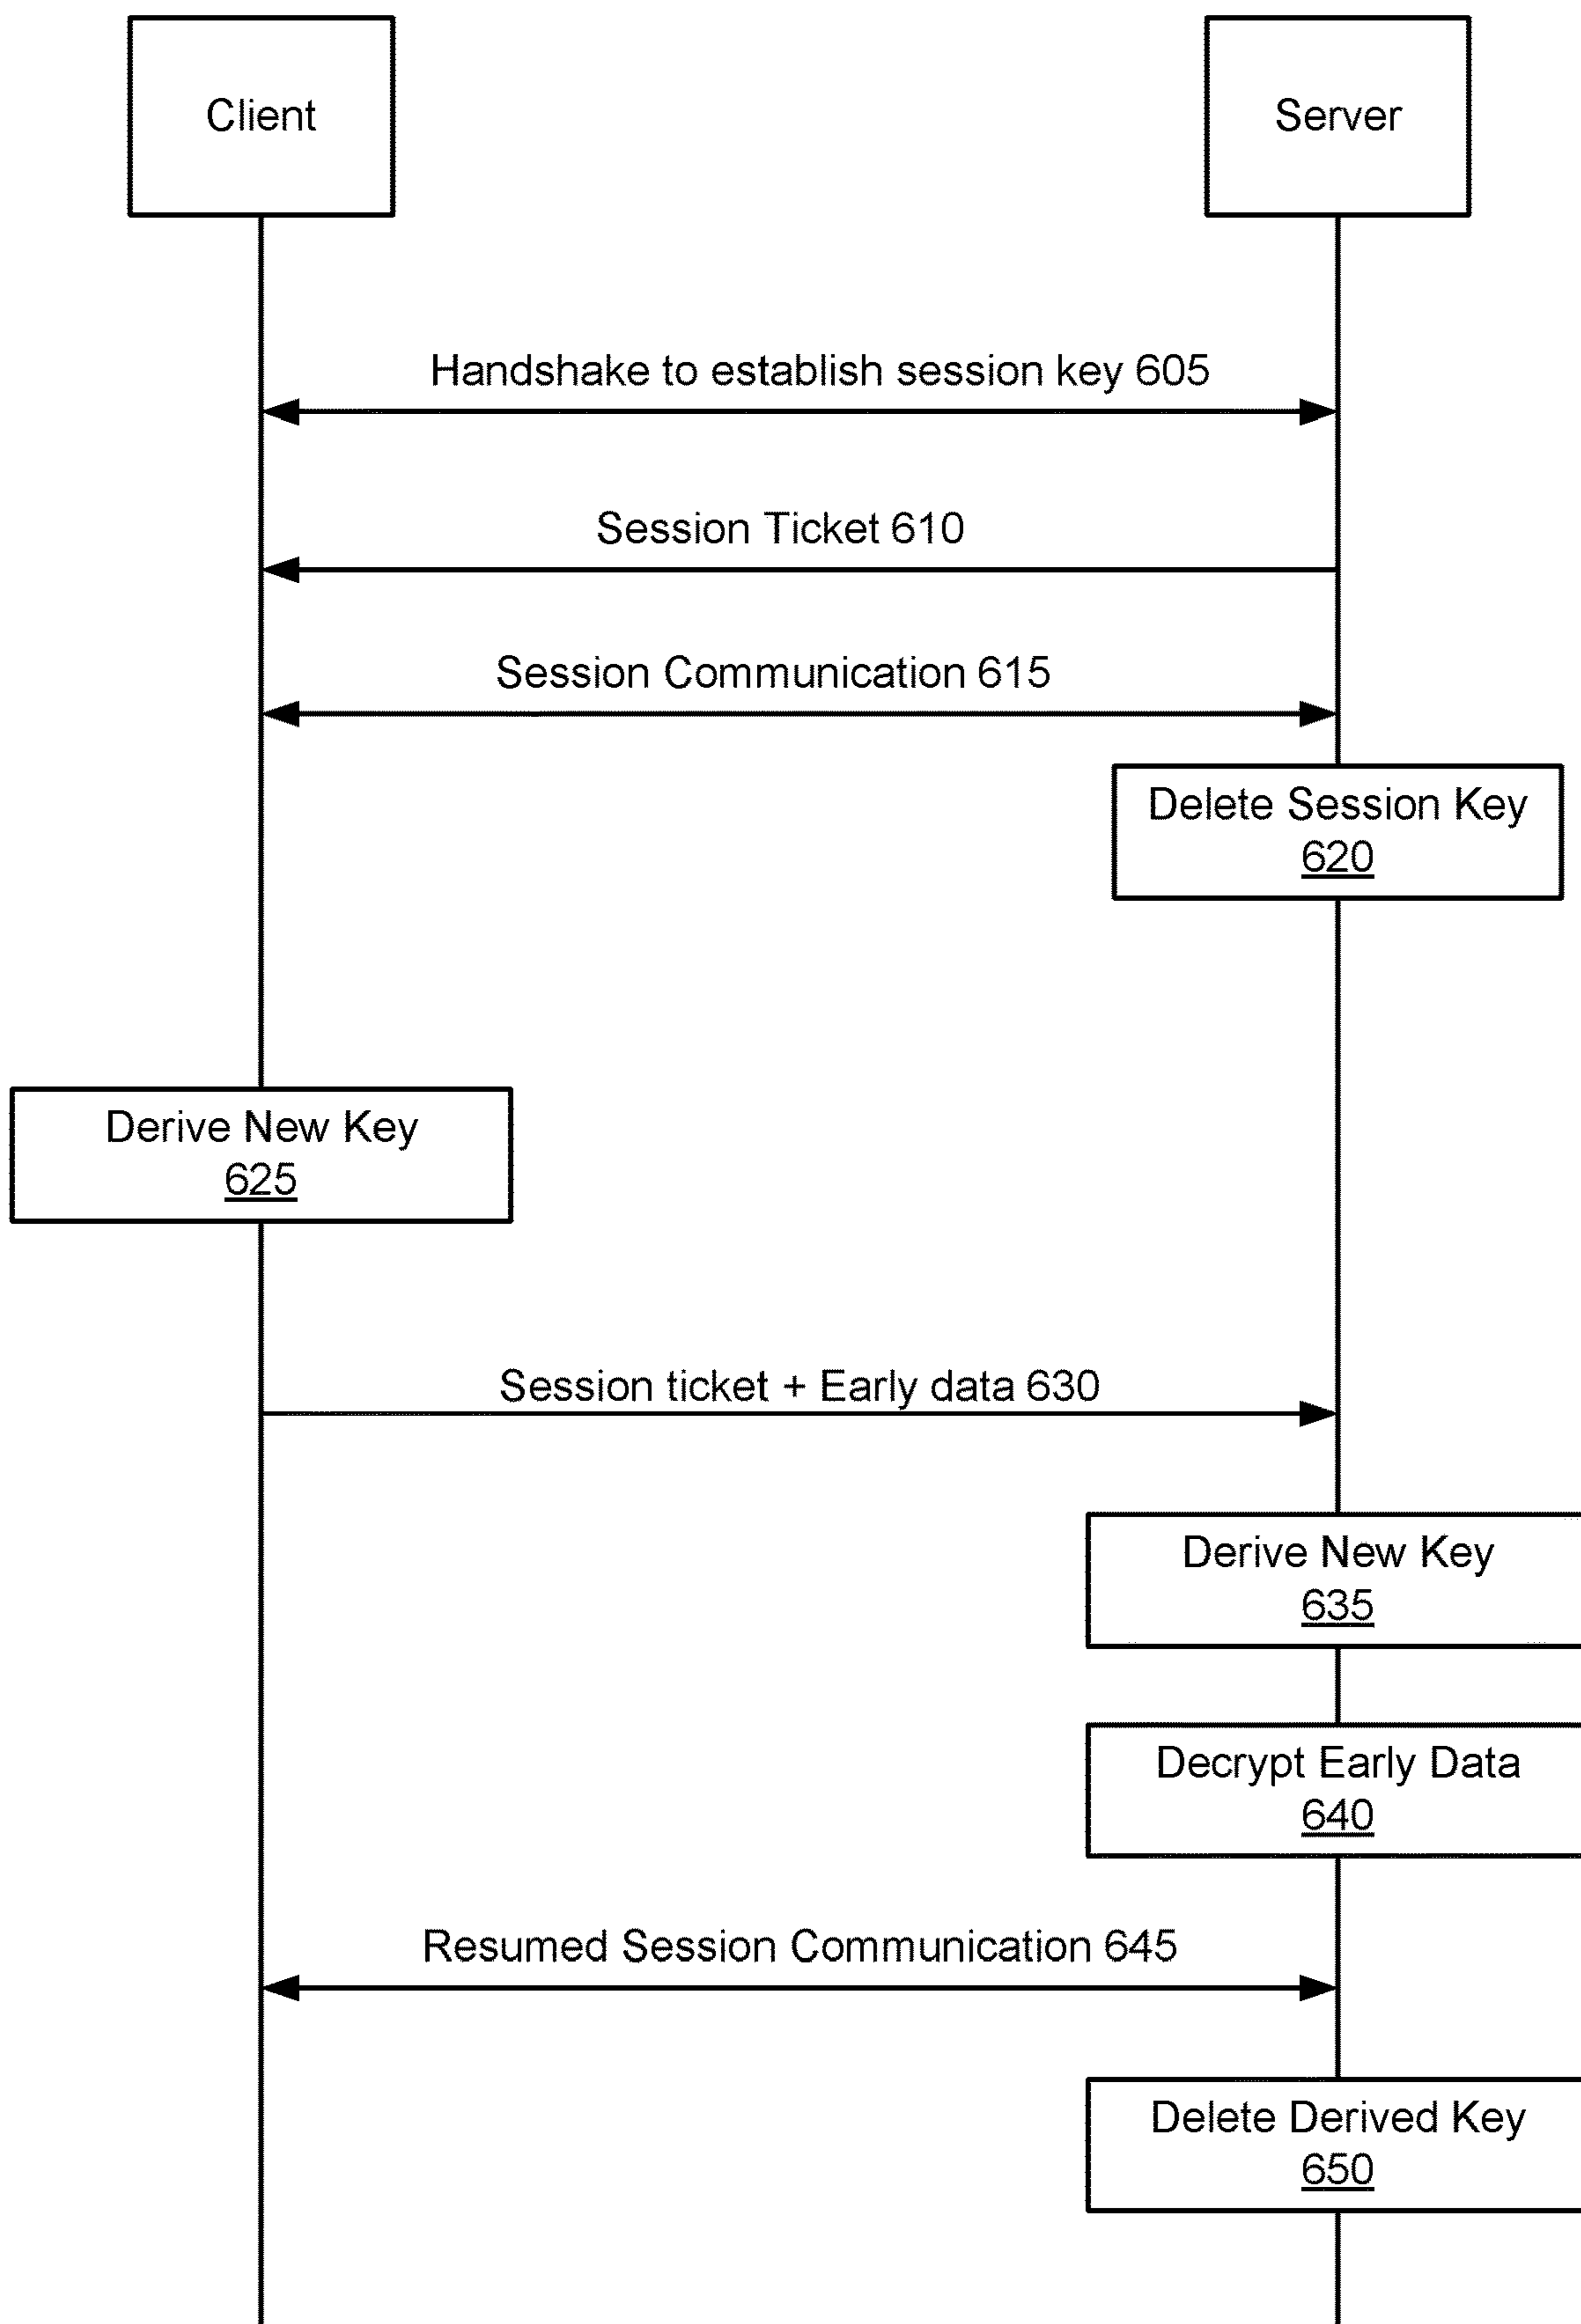 Client
Server
Handshake to establish session key 605
Session Ticket 610
Session Communication 615
Delete Session Key
620
Derive New Key
625
Session ticket + Early data 630
Derive New Key
635
Decrypt Early Data
640
Resumed Session Communication 645
Delete Derived Key
650